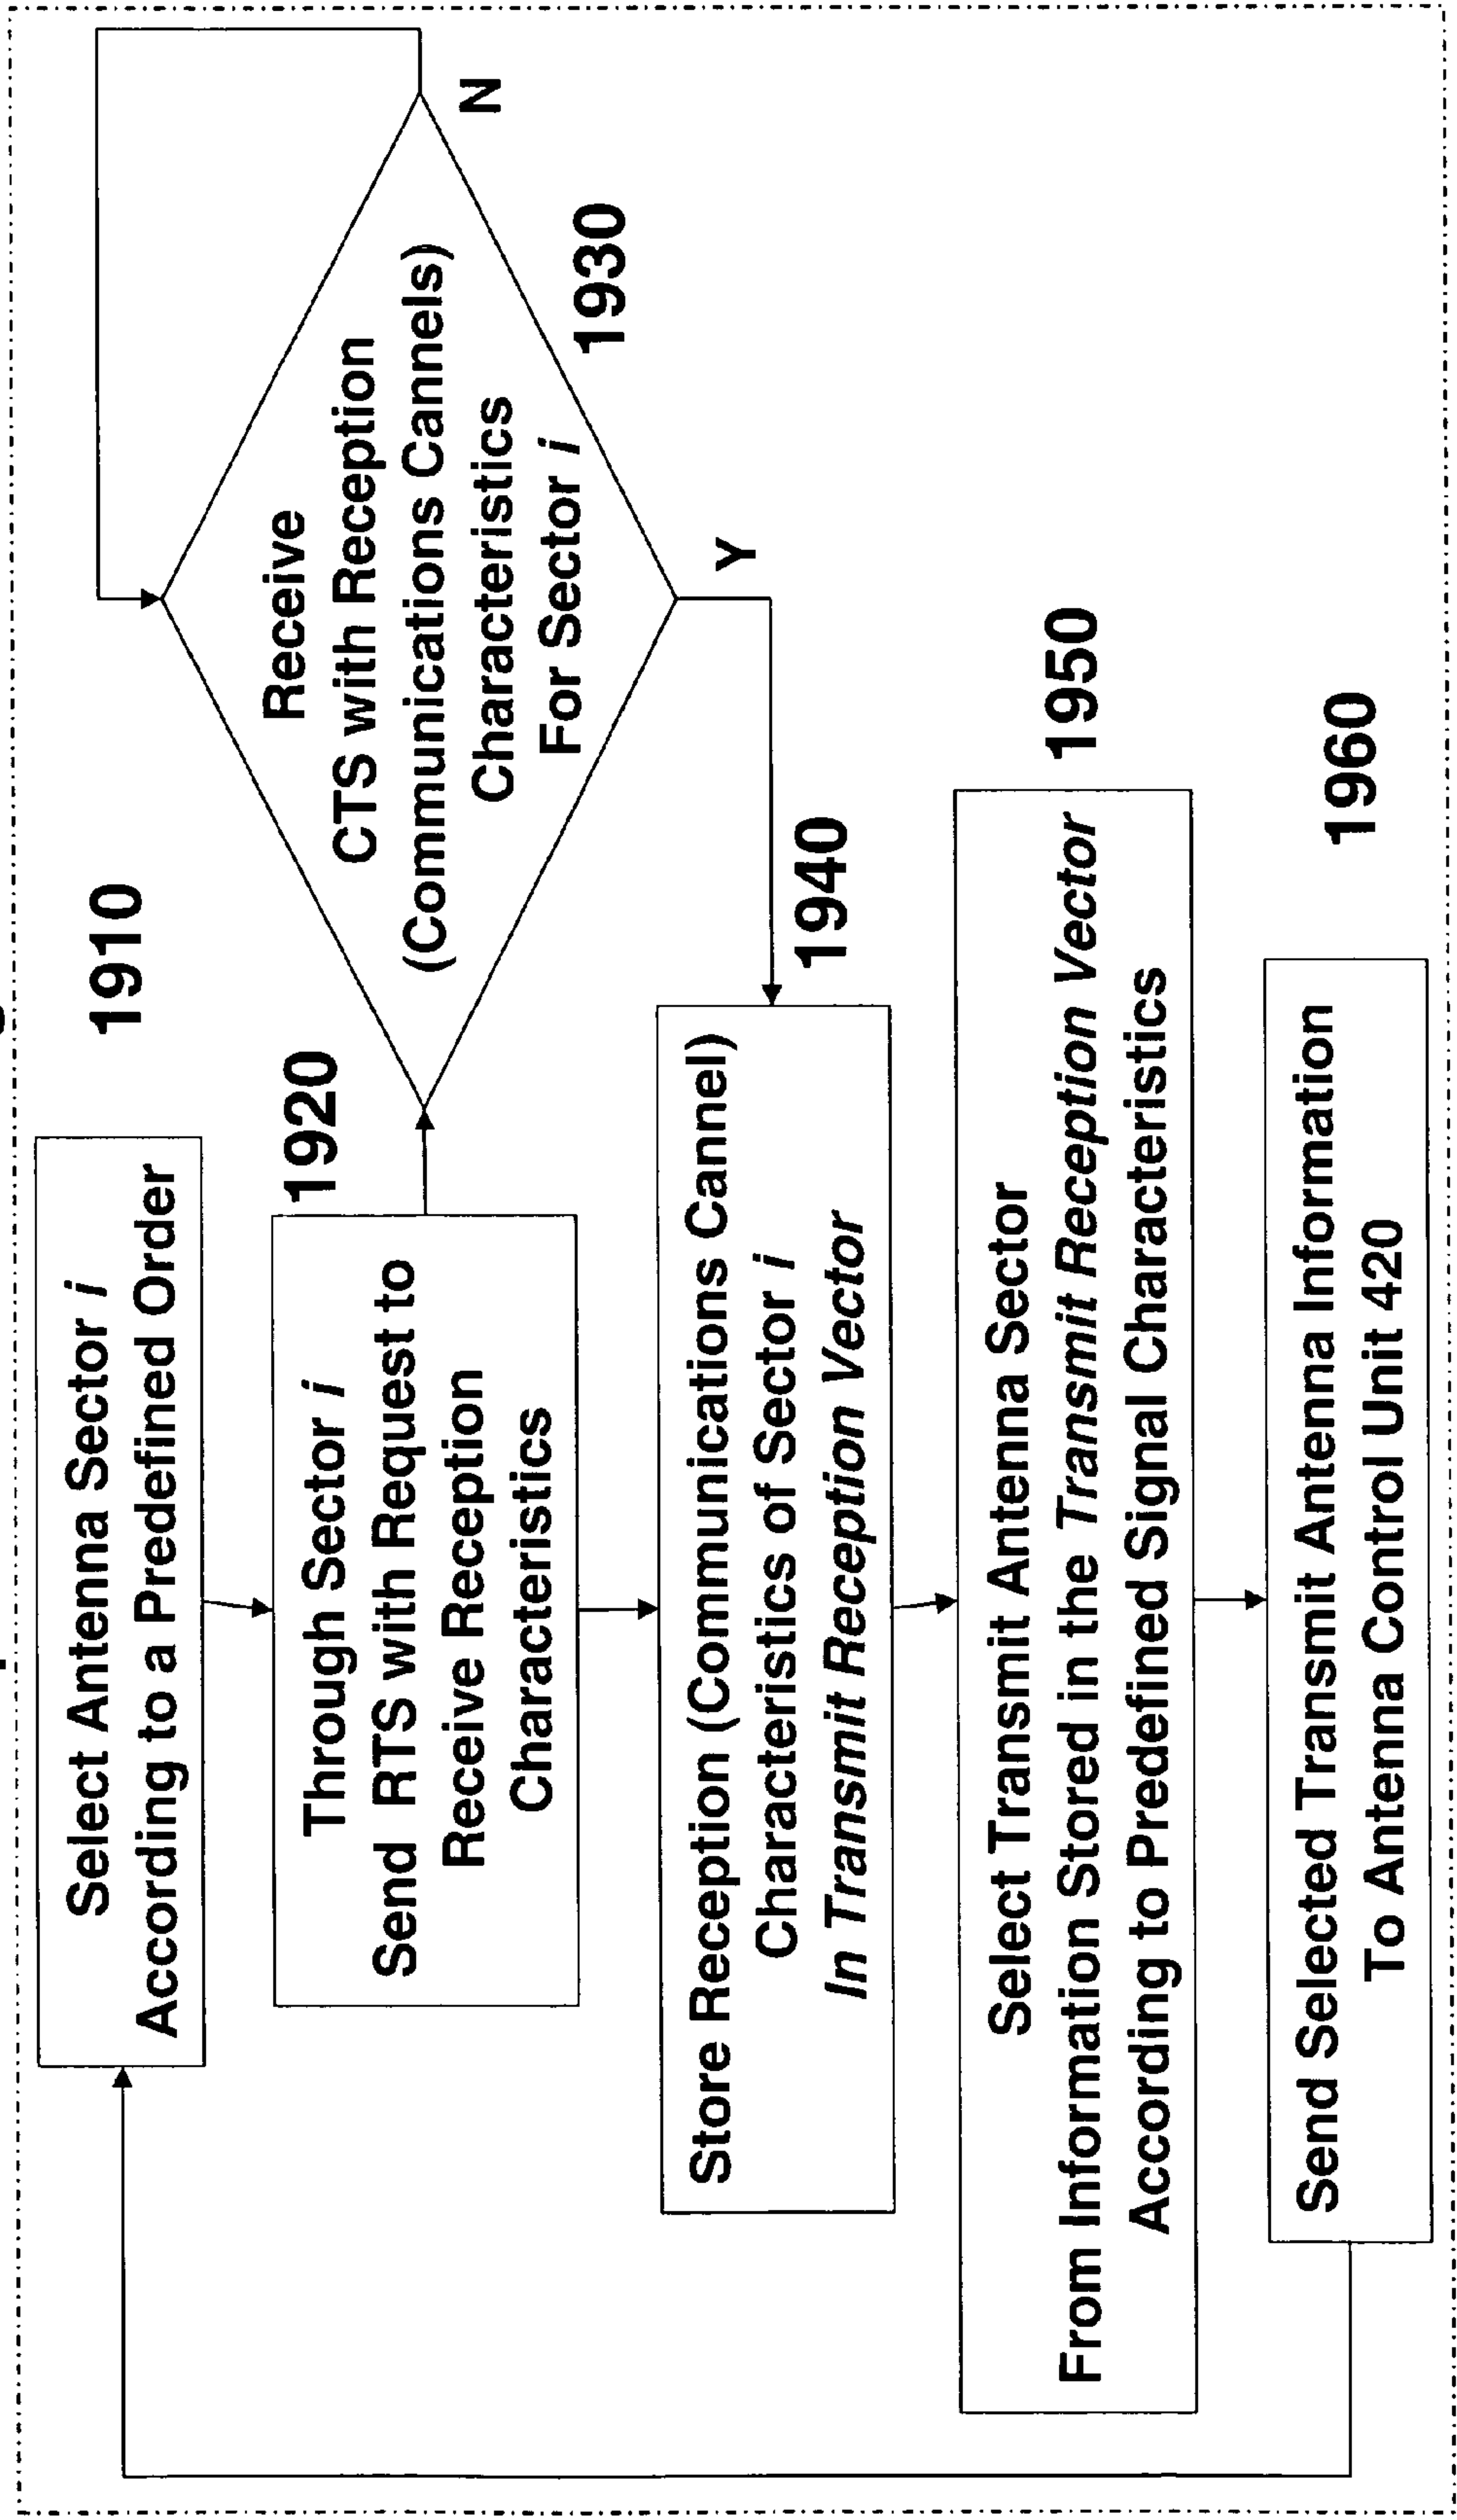 Select Antenna Sector i
According to a Predefined Order
1910
Through Sector i
Send RTS with Request to
Receive Reception
Characteristics
1920
Receive
CTS with Reception
(Communications Cannels)
Characteristics
For Sector i
1930
N
Y
Store Reception (Communications Cannel)
Characteristics of Sector i
In Transmit Reception Vector
1940
Select Transmit Antenna Sector
From Information Stored in the Transmit Reception Vector
According to Predefined Signal Characteristics
1950
Send Selected Transmit Antenna Information
To Antenna Control Unit 420
1960